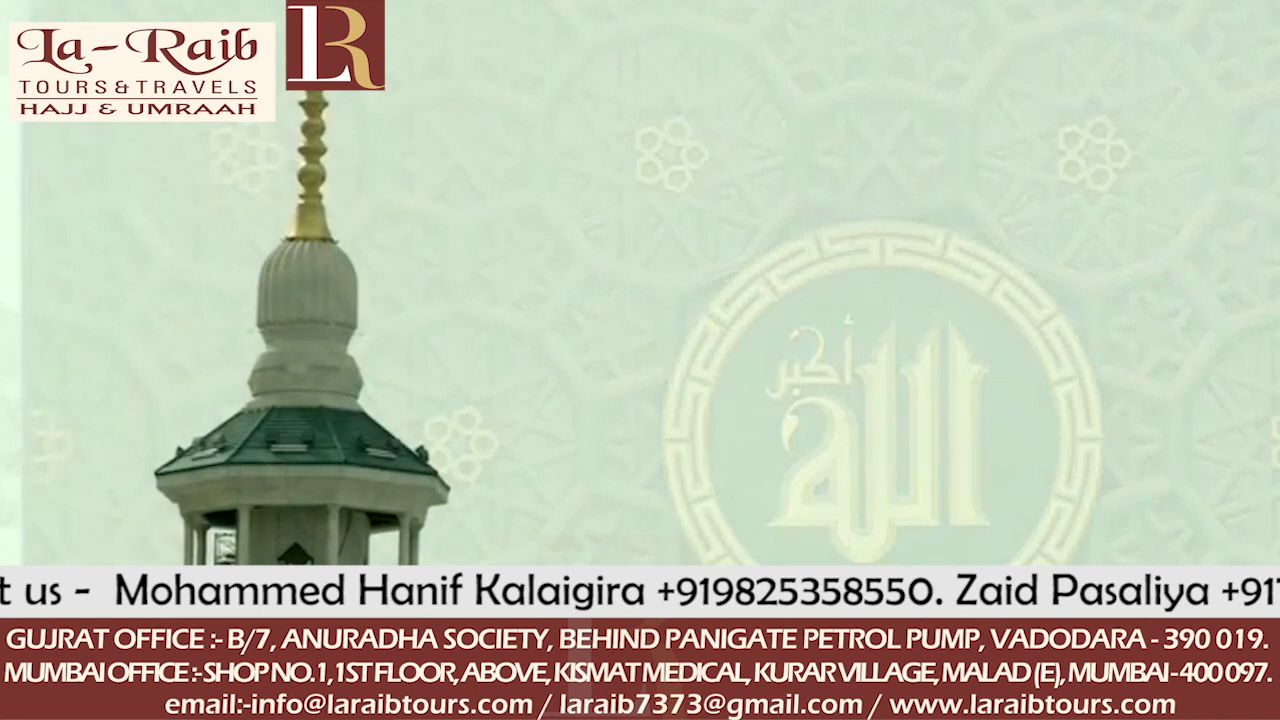 La-Raib
TOURS & TRAVELS
HAJJ & UMRAAH
LR
الله أكبر
t us - Mohammed Hanif Kalaigira +919825358550. Zaid Pasaliya +91
GUJRAT OFFICE :- B/7, ANURADHA SOCIETY, BEHIND PANIGATE PETROL PUMP, VADODARA - 390 019.
MUMBAI OFFICE :- SHOP NO. 1, 1ST FLOOR, ABOVE, KISMAT MEDICAL, KURAR VILLAGE, MALAD (E), MUMBAI - 400 097.
email:-info@laraibtours.com / laraib7373@gmail.com / www.laraibtours.com